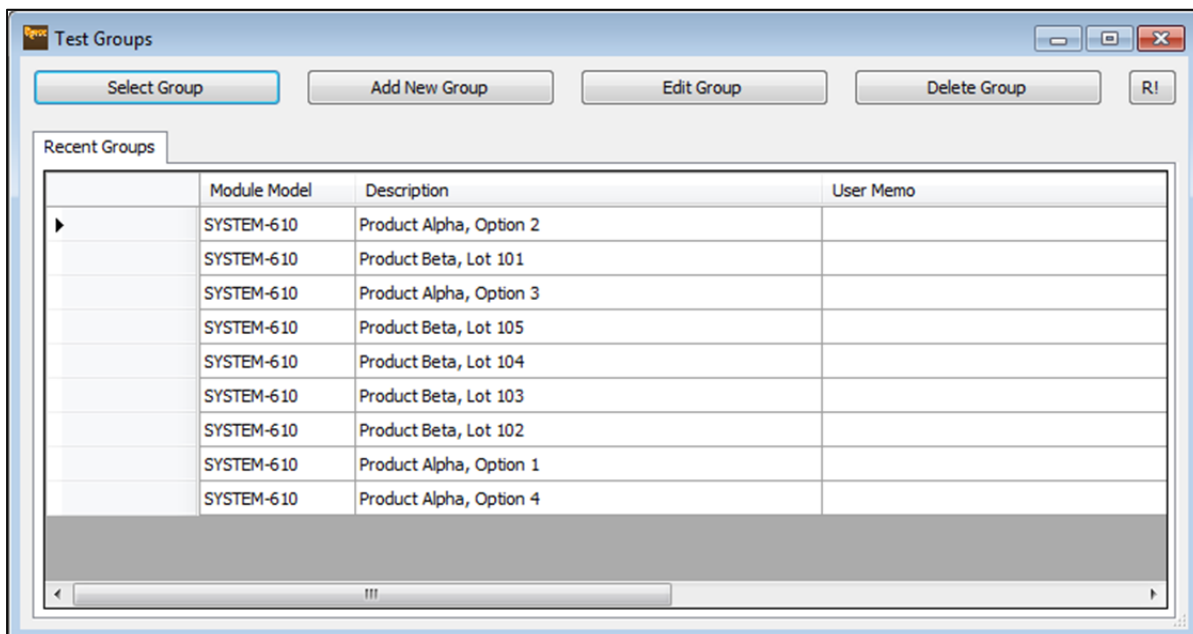 Test Groups
Select Group Add New Group Edit Group Delete Group R!
Recent Groups
Module Model Description User Memo
SYSTEM-610 Product Alpha, Option 2
SYSTEM-610 Product Beta, Lot 101
SYSTEM-610 Product Alpha, Option 3
SYSTEM-610 Product Beta, Lot 105
SYSTEM-610 Product Beta, Lot 104
SYSTEM-610 Product Beta, Lot 103
SYSTEM-610 Product Beta, Lot 102
SYSTEM-610 Product Alpha, Option 1
SYSTEM-610 Product Alpha, Option 4